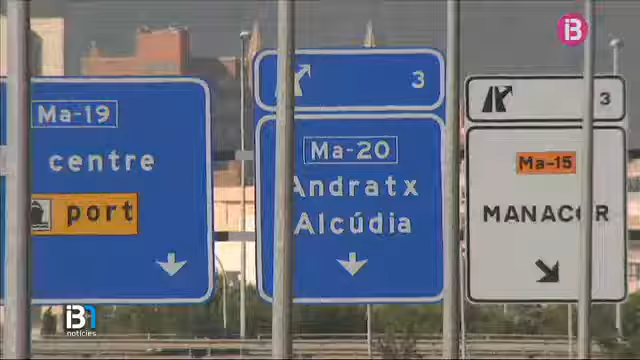 Ma-19
centre
port
3
Ma-20
Andratx
Alcúdia
3
Ma-15
MANACOR
IB3
IB3
notícies